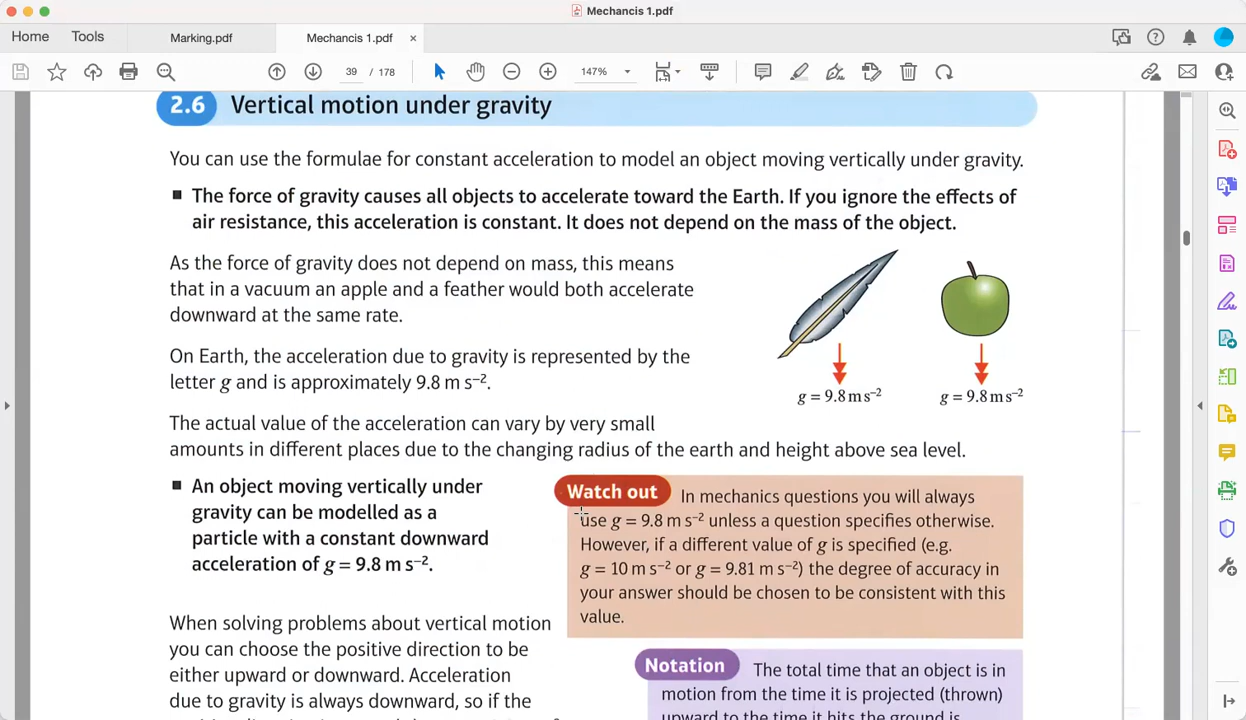 Mechancis 1.pdf
Home
Tools
Marking.pdf
Mechancis 1.pdf ×
39 / 178
147%
2.6 Vertical motion under gravity
You can use the formulae for constant acceleration to model an object moving vertically under gravity.
■ The force of gravity causes all objects to accelerate toward the Earth. If you ignore the effects of
air resistance, this acceleration is constant. It does not depend on the mass of the object.
As the force of gravity does not depend on mass, this means
that in a vacuum an apple and a feather would both accelerate
downward at the same rate.
On Earth, the acceleration due to gravity is represented by the
letter g and is approximately 9.8 m s⁻².
g = 9.8 m s⁻²
g = 9.8 m s⁻²
The actual value of the acceleration can vary by very small
amounts in different places due to the changing radius of the earth and height above sea level.
■ An object moving vertically under
gravity can be modelled as a
particle with a constant downward
acceleration of g = 9.8 m s⁻².
Watch out In mechanics questions you will always
use g = 9.8 m s⁻² unless a question specifies otherwise.
However, if a different value of g is specified (e.g.
g = 10 m s⁻² or g = 9.81 m s⁻²) the degree of accuracy in
your answer should be chosen to be consistent with this
value.
When solving problems about vertical motion
you can choose the positive direction to be
either upward or downward. Acceleration
due to gravity is always downward, so if the
Notation The total time that an object is in
motion from the time it is projected (thrown)
upward to the time it hits the ground is